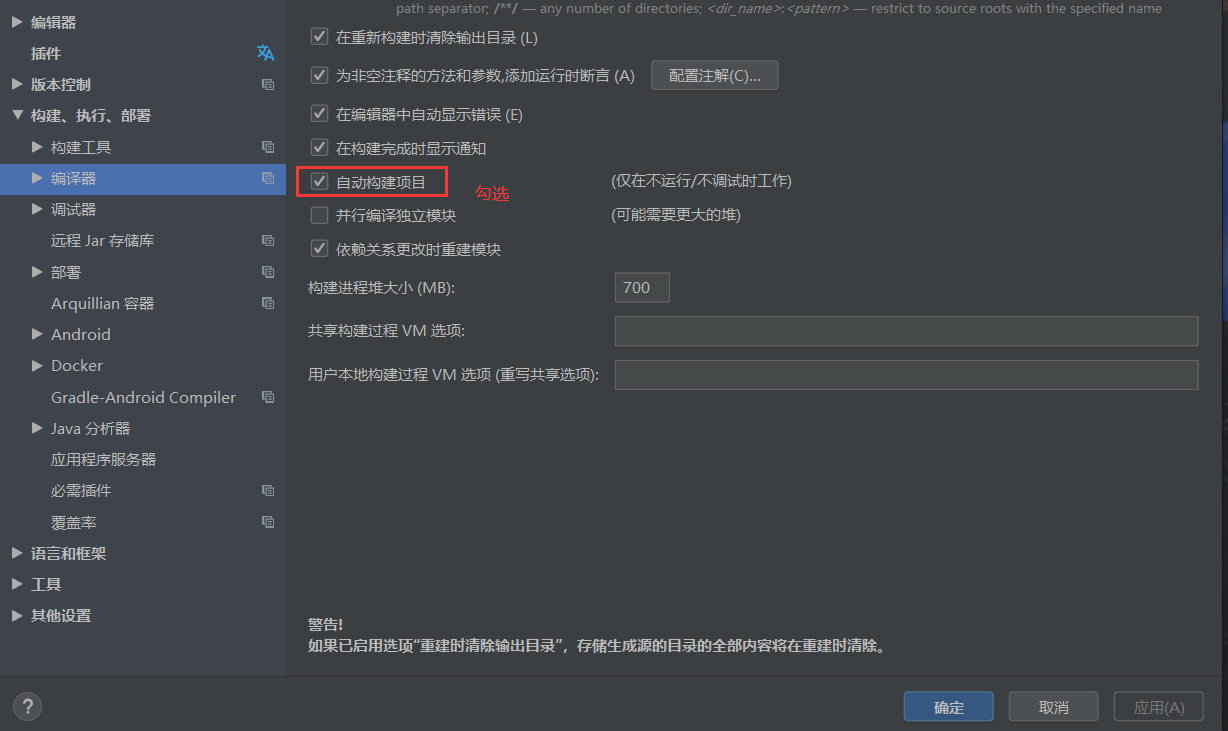 path separator; /**/ — any number of directories; <dir_name>:<pattern> — restrict to source roots with the specified name
编辑器
插件
版本控制
构建、执行、部署
构建工具
编译器
调试器
远程 Jar 存储库
部署
Arquillian 容器
Android
Docker
Gradle-Android Compiler
Java 分析器
应用程序服务器
必需插件
覆盖率
语言和框架
工具
其他设置
在重新构建时清除输出目录 (L)
为非空注释的方法和参数,添加运行时断言 (A) 配置注解(C)...
在编辑器中自动显示错误 (E)
在构建完成时显示通知
自动构建项目 勾选 (仅在不运行/不调试时工作)
并行编译独立模块 (可能需要更大的堆)
依赖关系更改时重建模块
构建进程堆大小 (MB): 700
共享构建过程 VM 选项:
用户本地构建过程 VM 选项 (重写共享选项):
警告!
如果已启用选项“重建时清除输出目录”，存储生成源的目录的全部内容将在重建时清除。
? 确定 取消 应用(A)